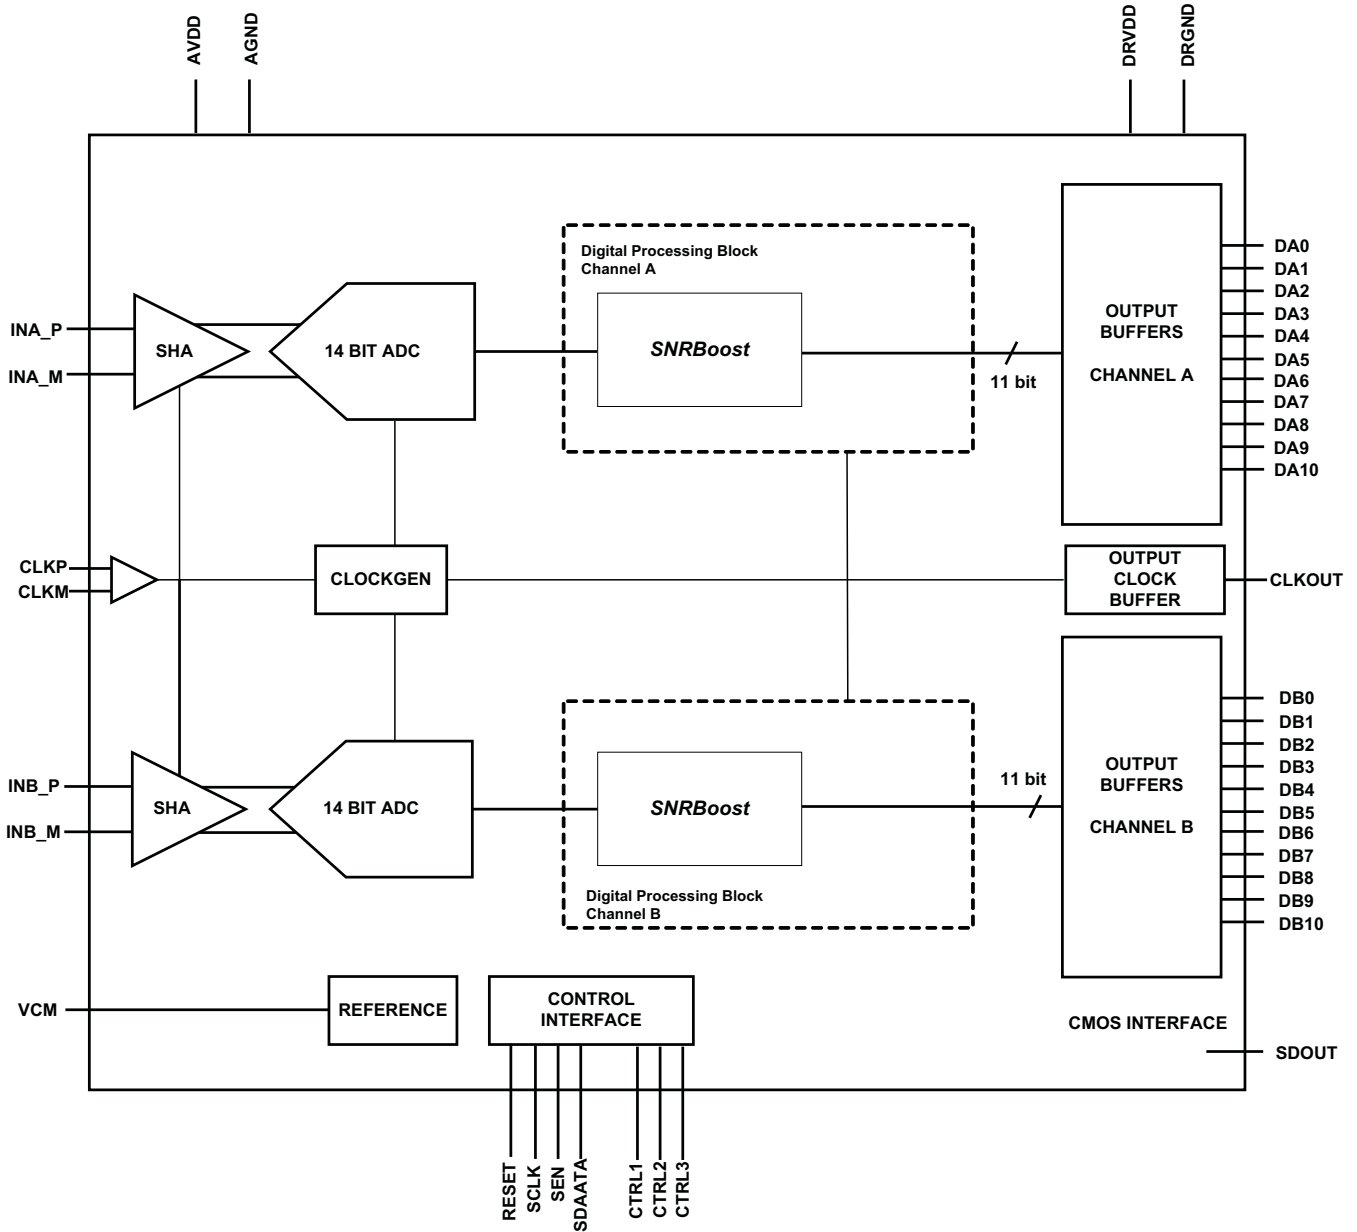 AVDD
AGND
DRVDD
DRGND
Digital Processing Block
Channel A
SNRBoost
14 BIT ADC
SHA
INA_P
INA_M
11 bit
OUTPUT
BUFFERS
CHANNEL A
DA0
DA1
DA2
DA3
DA4
DA5
DA6
DA7
DA8
DA9
DA10
CLKP
CLKM
CLOCKGEN
OUTPUT
CLOCK
BUFFER
CLKOUT
INB_P
INB_M
SHA
14 BIT ADC
SNRBoost
Digital Processing Block
Channel B
11 bit
OUTPUT
BUFFERS
CHANNEL B
DB0
DB1
DB2
DB3
DB4
DB5
DB6
DB7
DB8
DB9
DB10
VCM
REFERENCE
CONTROL
INTERFACE
CMOS INTERFACE
SDOUT
RESET
SCLK
SEN
SDAATA
CTRL1
CTRL2
CTRL3